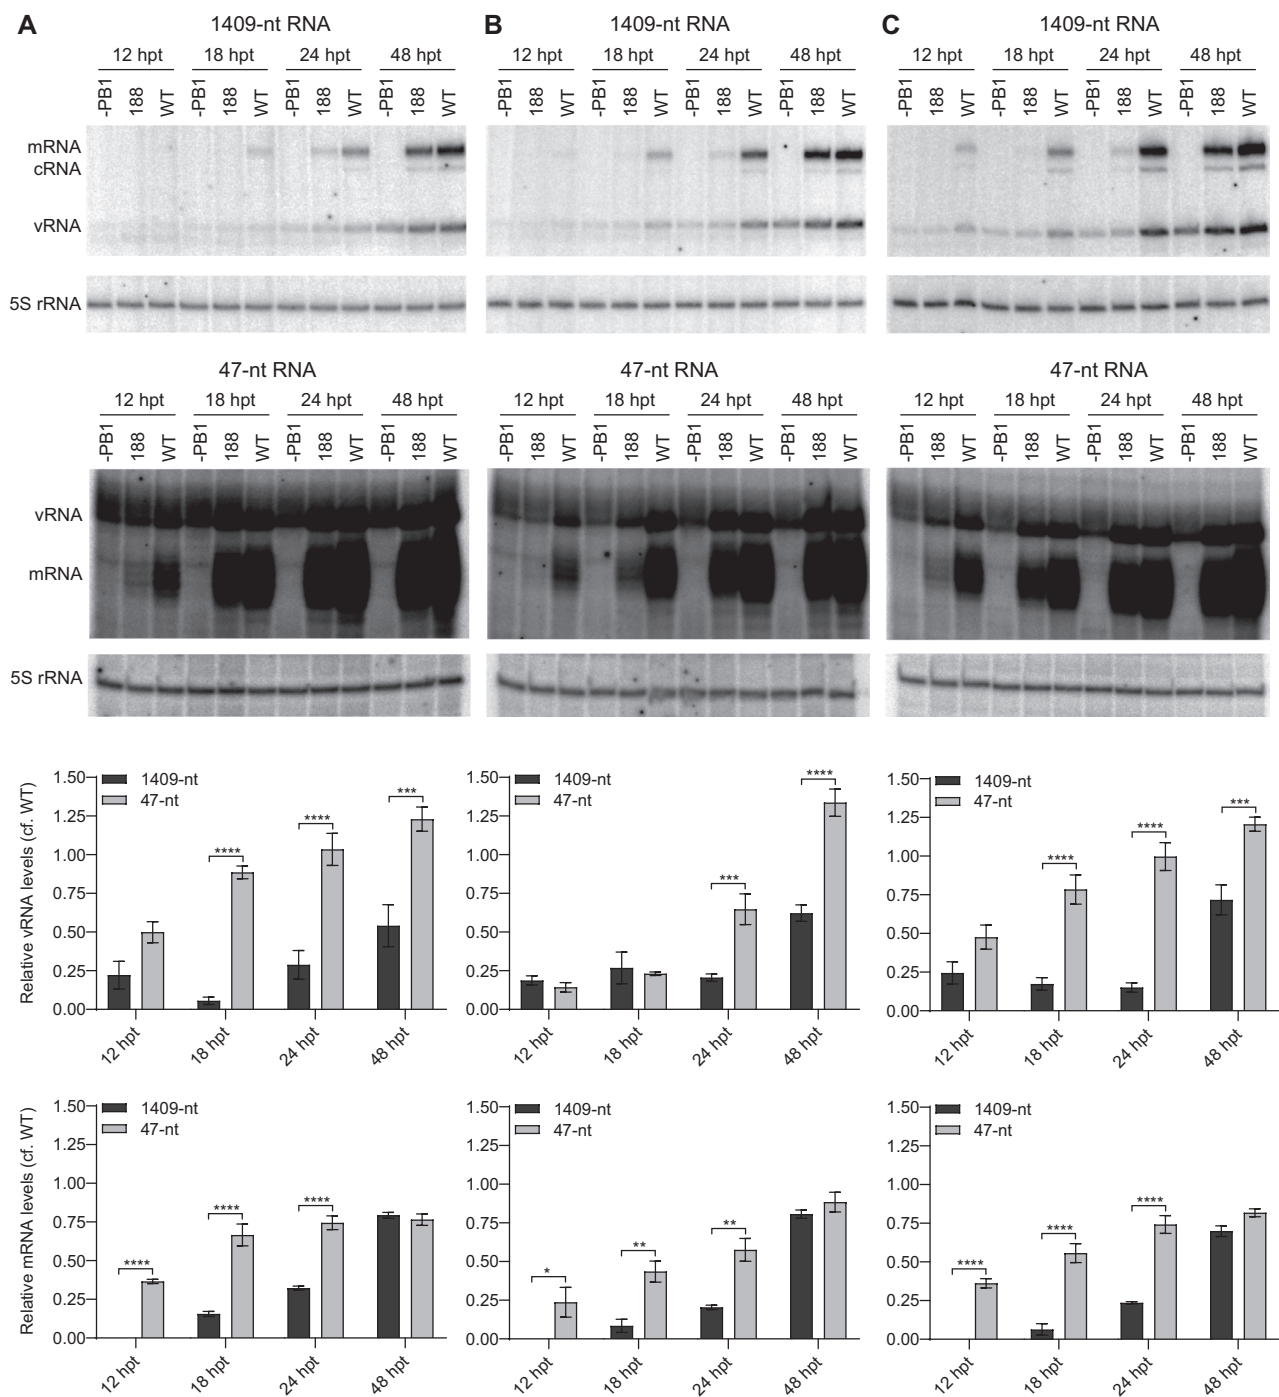 A B C
1409-nt RNA 1409-nt RNA 1409-nt RNA
12 hpt 18 hpt 24 hpt 48 hpt 12 hpt 18 hpt 24 hpt 48 hpt 12 hpt 18 hpt 24 hpt 48 hpt
-PB1 188 WT -PB1 188 WT -PB1 188 WT -PB1 188 WT -PB1 188 WT -PB1 188 WT -PB1 188 WT -PB1 188 WT -PB1 188 WT -PB1 188 WT -PB1 188 WT -PB1 188 WT
mRNA
cRNA
vRNA
5S rRNA
47-nt RNA 47-nt RNA 47-nt RNA
12 hpt 18 hpt 24 hpt 48 hpt 12 hpt 18 hpt 24 hpt 48 hpt 12 hpt 18 hpt 24 hpt 48 hpt
-PB1 188 WT -PB1 188 WT -PB1 188 WT -PB1 188 WT -PB1 188 WT -PB1 188 WT -PB1 188 WT -PB1 188 WT -PB1 188 WT -PB1 188 WT -PB1 188 WT -PB1 188 WT
vRNA
mRNA
5S rRNA
Relative vRNA levels (cf. WT)
1.50
1.25
1.00
0.75
0.50
0.25
0.00
1409-nt
47-nt
**** **** ***
12 hpt 18 hpt 24 hpt 48 hpt
1.50
1.25
1.00
0.75
0.50
0.25
0.00
1409-nt
47-nt
*** ****
12 hpt 18 hpt 24 hpt 48 hpt
1.50
1.25
1.00
0.75
0.50
0.25
0.00
1409-nt
47-nt
**** **** ***
12 hpt 18 hpt 24 hpt 48 hpt
Relative mRNA levels (cf. WT)
1.50
1.25
1.00
0.75
0.50
0.25
0.00
1409-nt
47-nt
**** **** ****
12 hpt 18 hpt 24 hpt 48 hpt
1.50
1.25
1.00
0.75
0.50
0.25
0.00
1409-nt
47-nt
* ** **
12 hpt 18 hpt 24 hpt 48 hpt
1.50
1.25
1.00
0.75
0.50
0.25
0.00
1409-nt
47-nt
**** **** ****
12 hpt 18 hpt 24 hpt 48 hpt